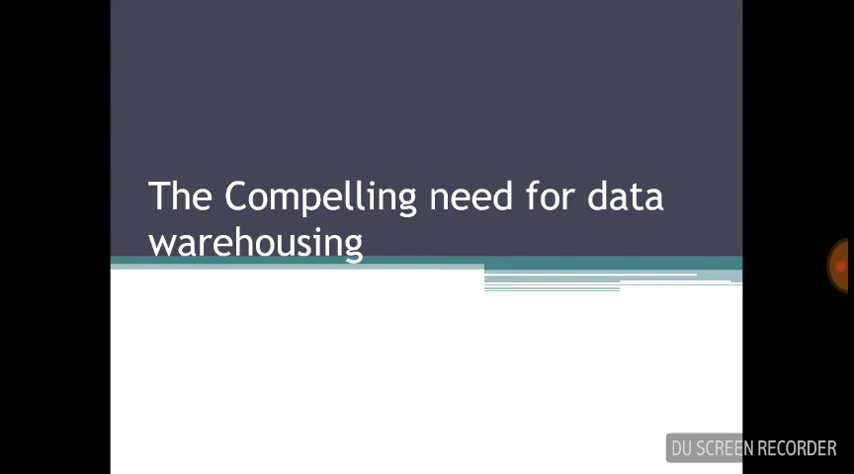 The Compelling need for data
warehousing
DU SCREEN RECORDER